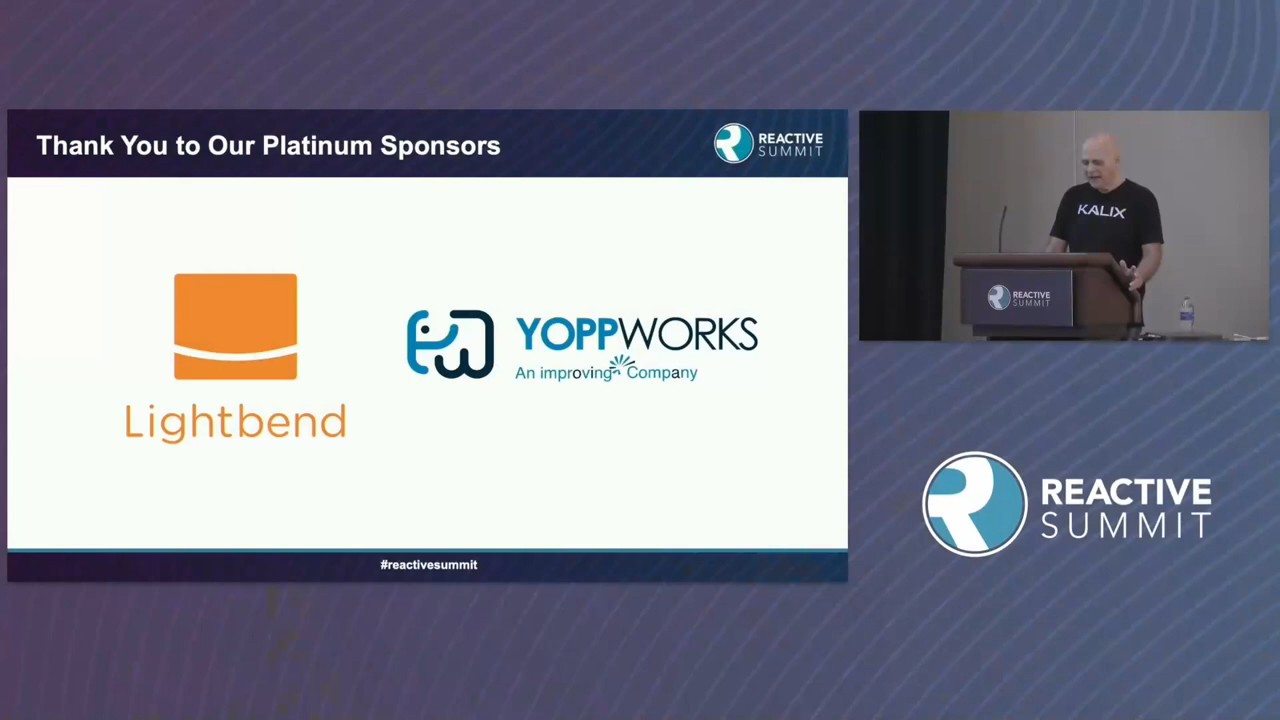 Thank You to Our Platinum Sponsors
REACTIVE
SUMMIT
Lightbend
YOPPWORKS
An improving Company
#reactivesummit
KALIX
REACTIVE
SUMMIT
REACTIVE
SUMMIT